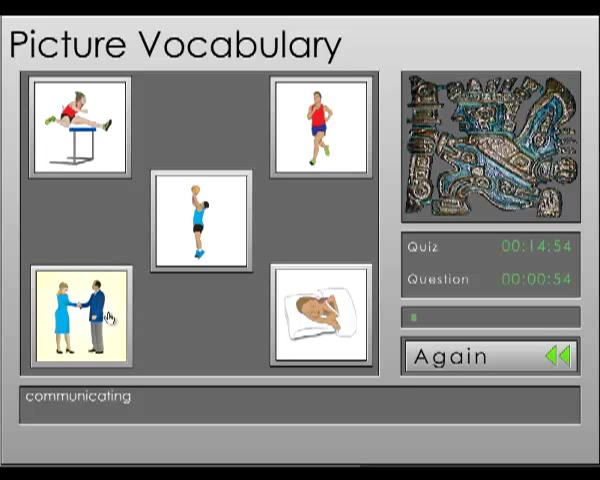 Picture Vocabulary
Quiz 00:14:54
Question 00:00:54
Again
communicating